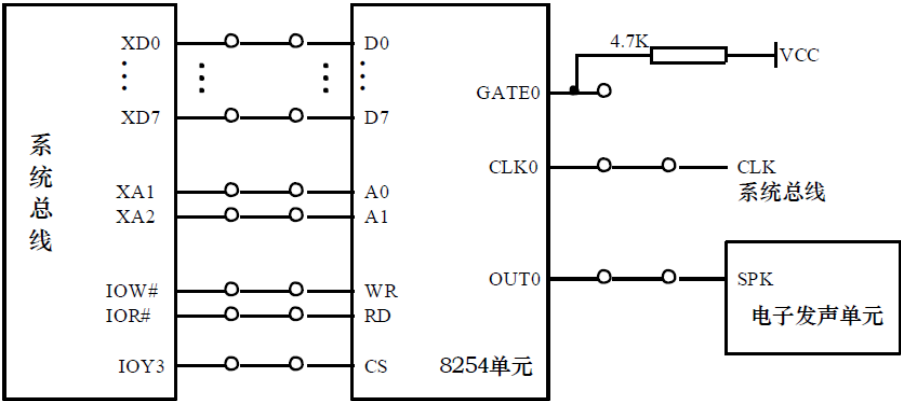 XD0
D0
4.7K
VCC
GATE0
XD7
D7
系统总线
CLK0
CLK
系统总线
XA1
A0
XA2
A1
OUT0
SPK
IOW#
WR
IOR#
RD
电子发声单元
IOY3
CS
8254单元